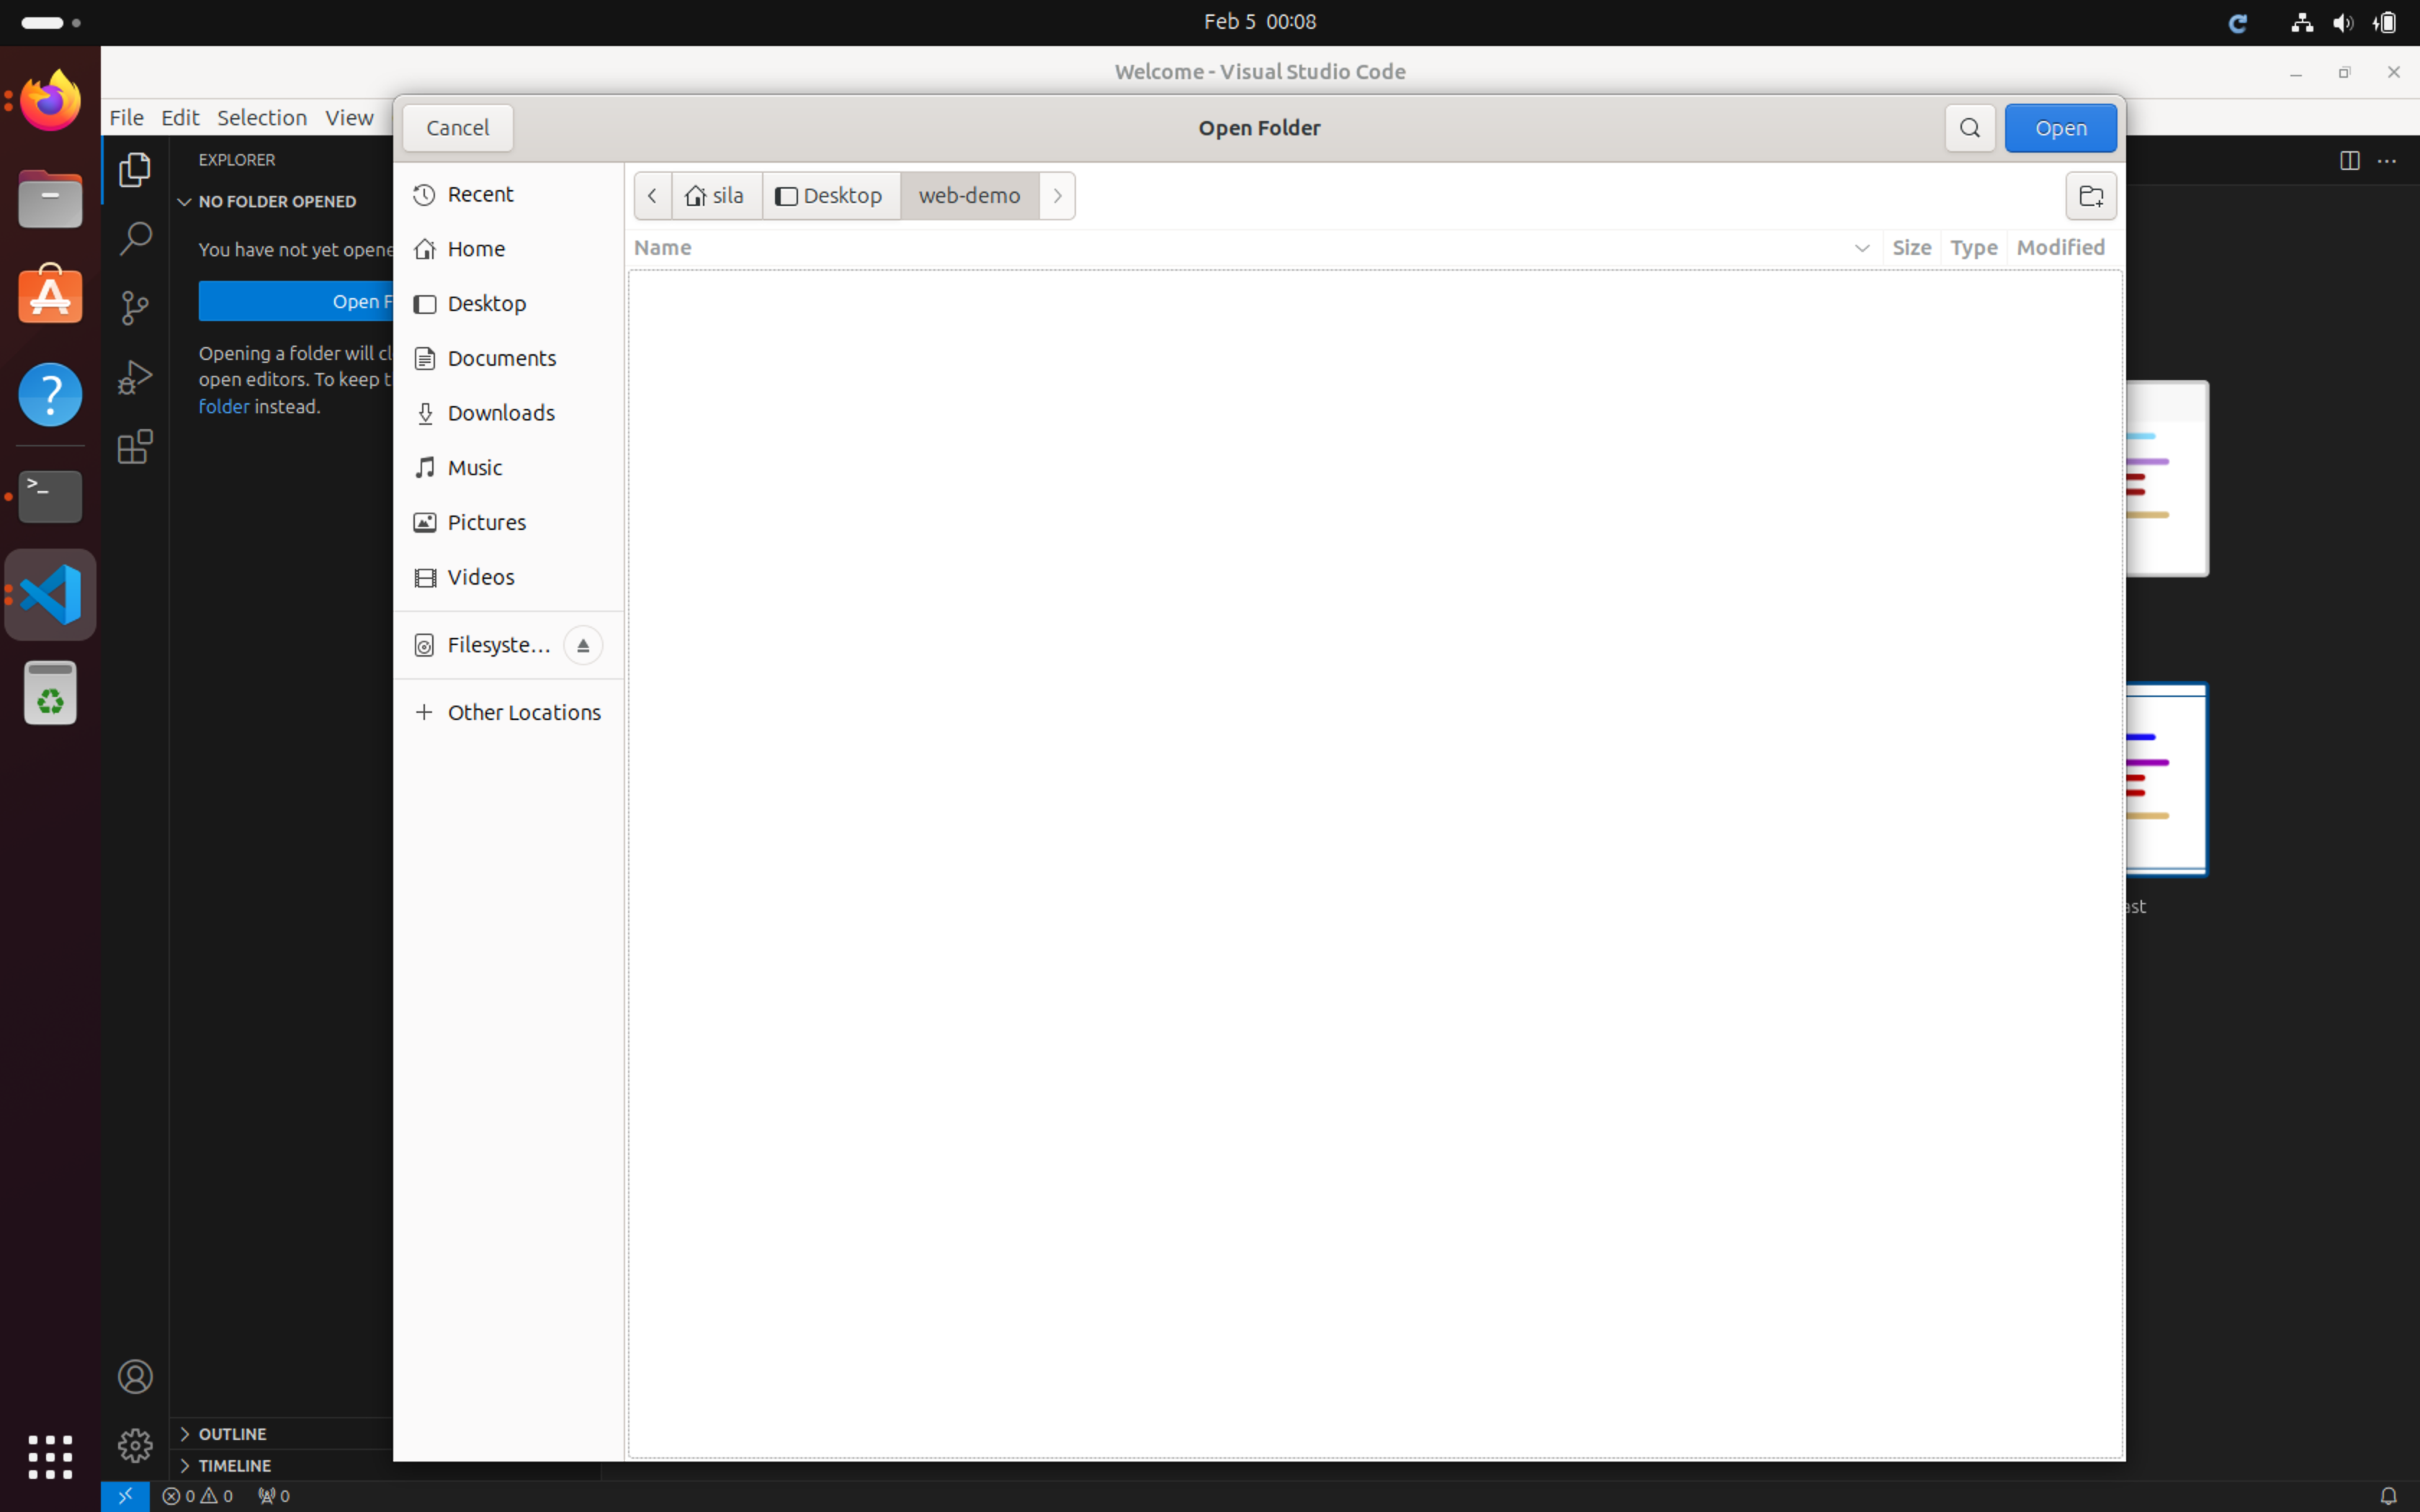 Feb 5 00:08
Welcome - Visual Studio Code
File Edit Selection View
Cancel
Open Folder
Open
EXPLORER
NO FOLDER OPENED
You have not yet opene
Open F
Opening a folder will cl
open editors. To keep t
folder instead.
Recent
Home
Desktop
Documents
Downloads
Music
Pictures
Videos
Filesyste...
Other Locations
sila
Desktop
web-demo
Name
Size
Type
Modified
ast
OUTLINE
TIMELINE
0 0 0